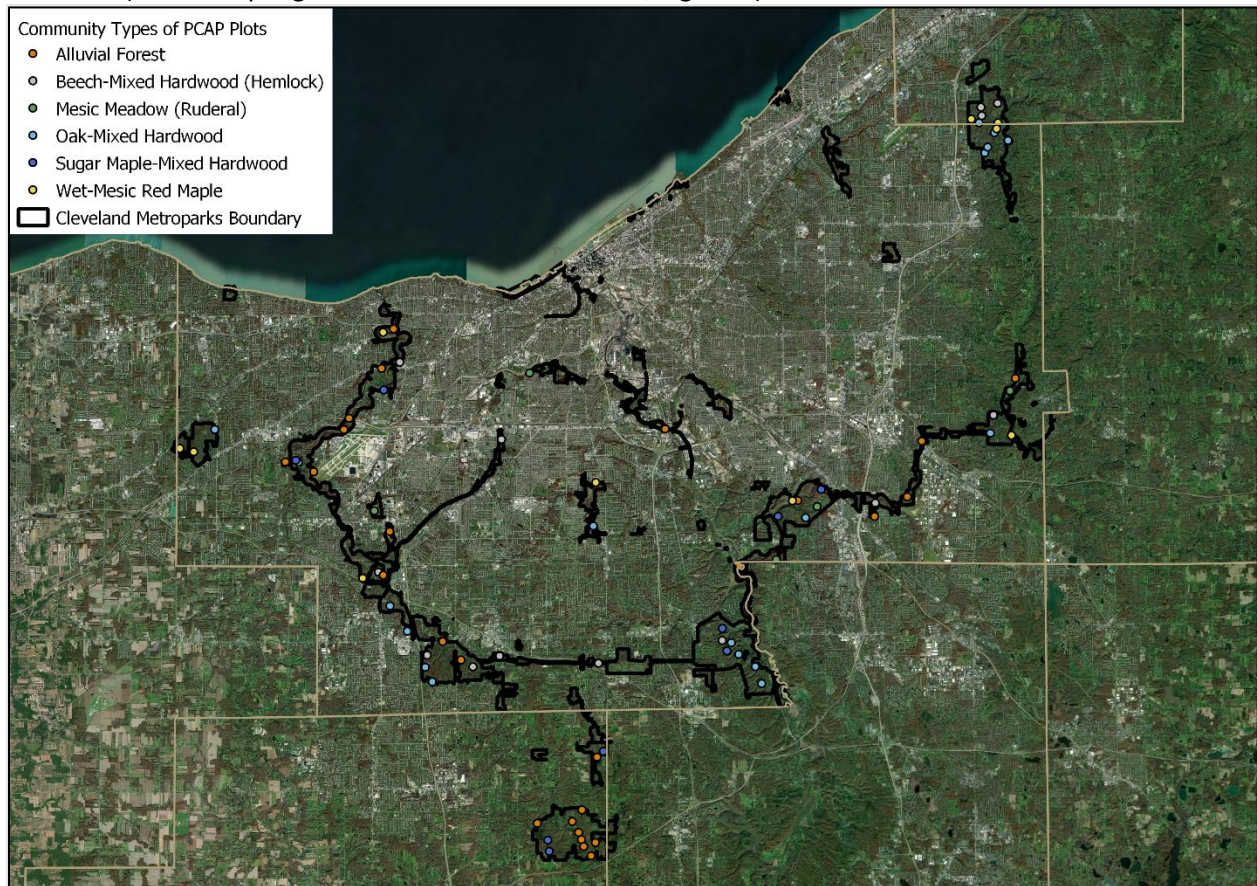 Community Types of PCAP Plots
Alluvial Forest
Beech-Mixed Hardwood (Hemlock)
Mesic Meadow (Ruderal)
Oak-Mixed Hardwood
Sugar Maple-Mixed Hardwood
Wet-Mesic Red Maple
Cleveland Metroparks Boundary